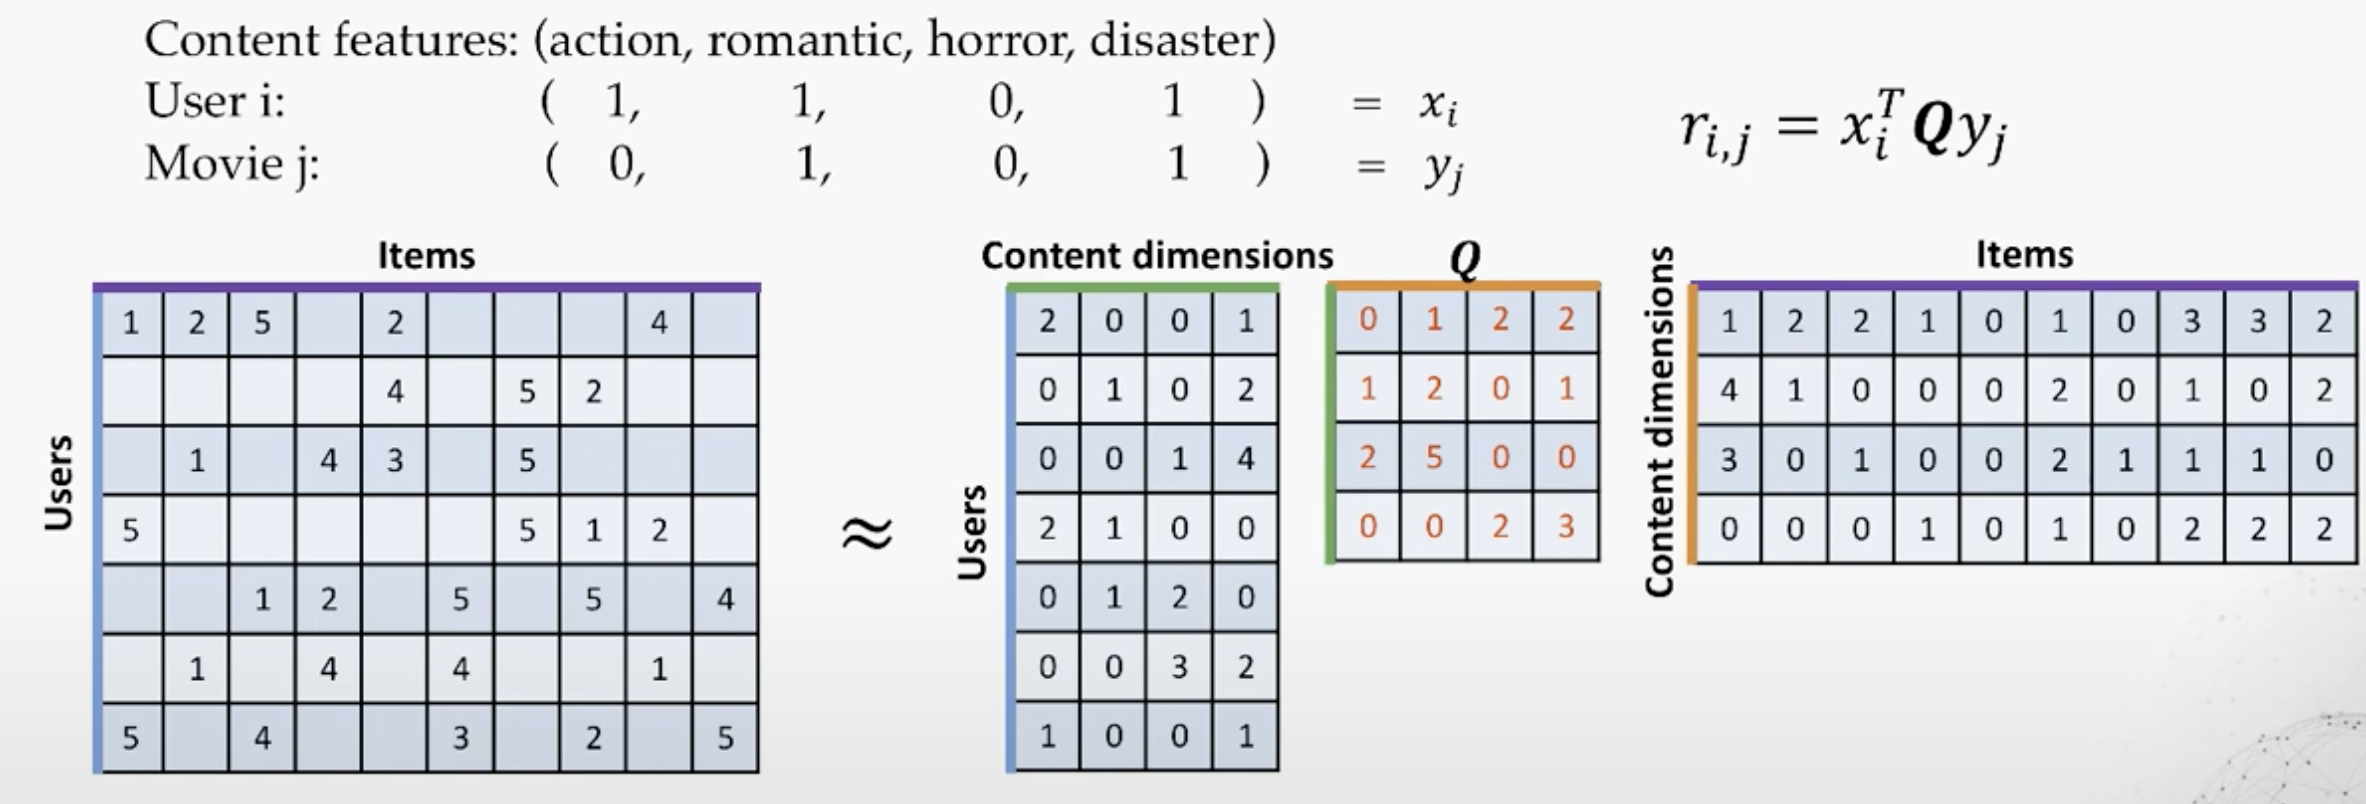 Content features: (action, romantic, horror, disaster)
User i: ( 1, 1, 0, 1 ) = x_i
Movie j: ( 0, 1, 0, 1 ) = y_j
r_{i,j} = x_i^T Q y_j
Items
Users
1 2 5 2 4
4 5 2
1 4 3 5
5 5 1 2
1 2 5 5 4
1 4 4 1
5 4 3 2 5
≈
Content dimensions
Users
2 0 0 1
0 1 0 2
0 0 1 4
2 1 0 0
0 1 2 0
0 0 3 2
1 0 0 1
Q
0 1 2 2
1 2 0 1
2 5 0 0
0 0 2 3
Items
Content dimensions
1 2 2 1 0 1 0 3 3 2
4 1 0 0 0 2 0 1 0 2
3 0 1 0 0 2 1 1 1 0
0 0 0 1 0 1 0 2 2 2